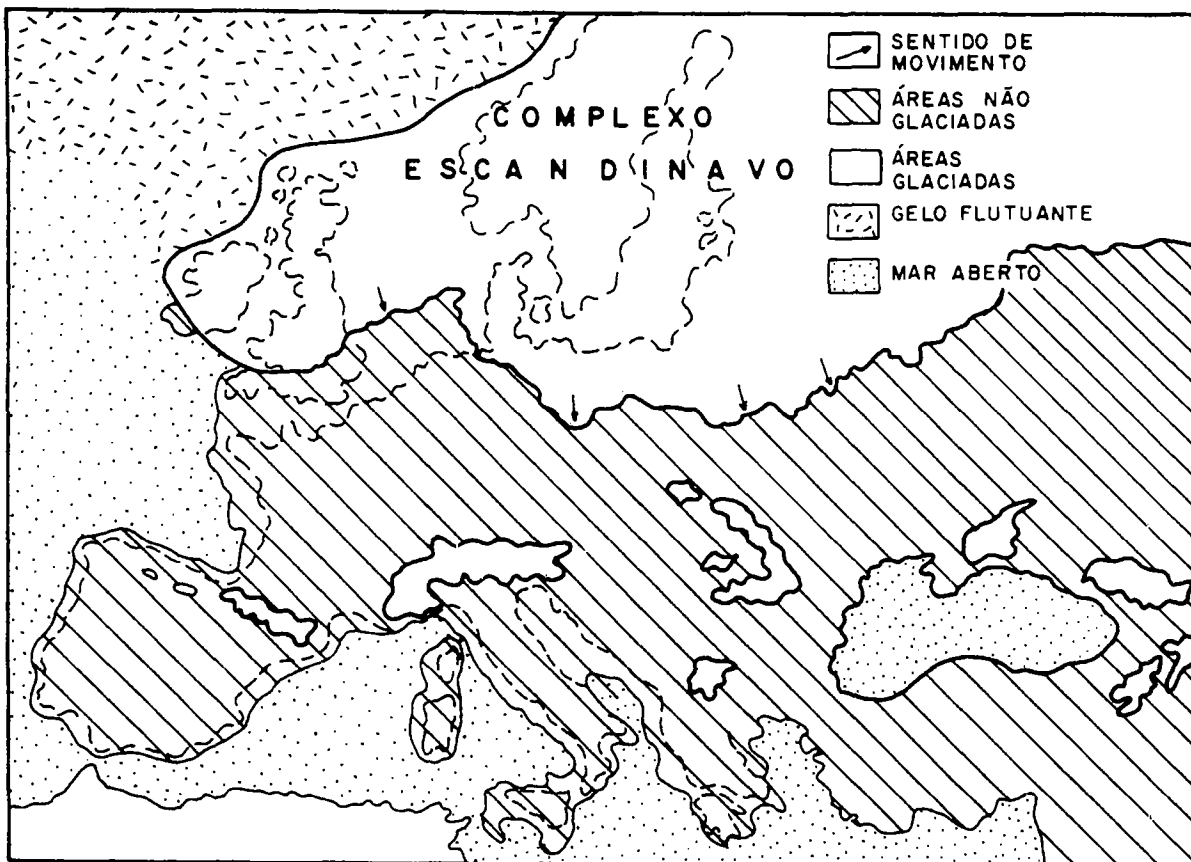 COMPLEXO
ESCANDINAVO
SENTIDO DE
MOVIMENTO
ÁREAS NÃO
GLACIADAS
ÁREAS
GLACIADAS
GELO FLUTUANTE
MAR ABERTO